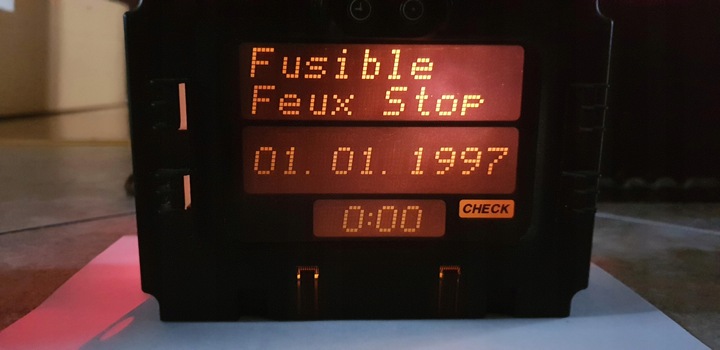 Fusible
Feux Stop
01. 01. 1997
0:00
CHECK